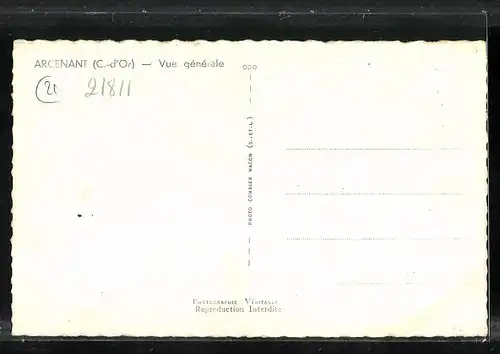 ARCENANT (C.-d'Or) — Vue générale
21
21811
PHOTO COMBIER MACON (S.-ET-L.)
Photographie Véritable
Reproduction Interdite